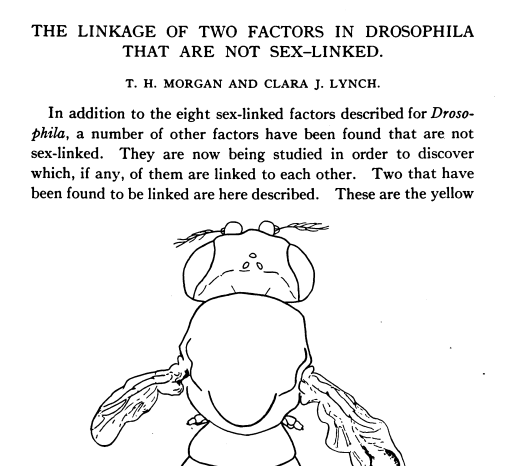 THE LINKAGE OF TWO FACTORS IN DROSOPHILA
THAT ARE NOT SEX–LINKED.
T. H. MORGAN AND CLARA J. LYNCH.
In addition to the eight sex-linked factors described for Droso-
phila, a number of other factors have been found that are not
sex-linked. They are now being studied in order to discover
which, if any, of them are linked to each other. Two that have
been found to be linked are here described. These are the yellow